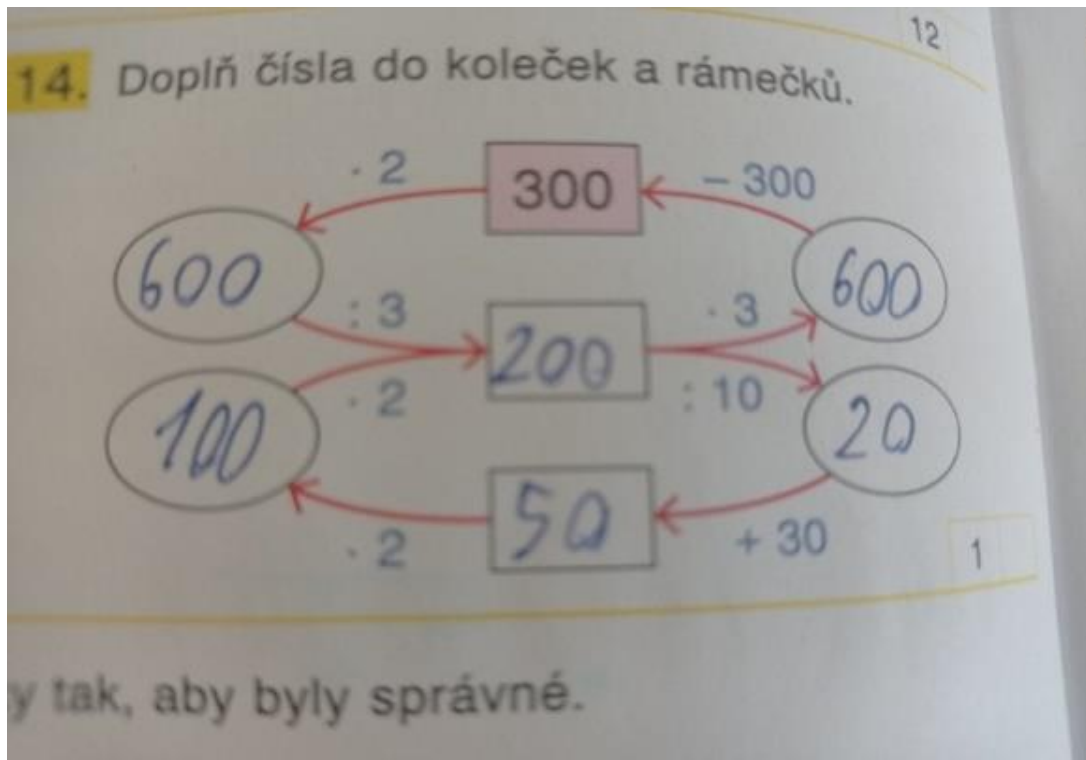 12
14. Doplň čísla do koleček a rámečků.
· 2 300 − 300
600 600
: 3 · 3
200
· 2 : 10
100 20
50
· 2 + 30
1
y tak, aby byly správné.